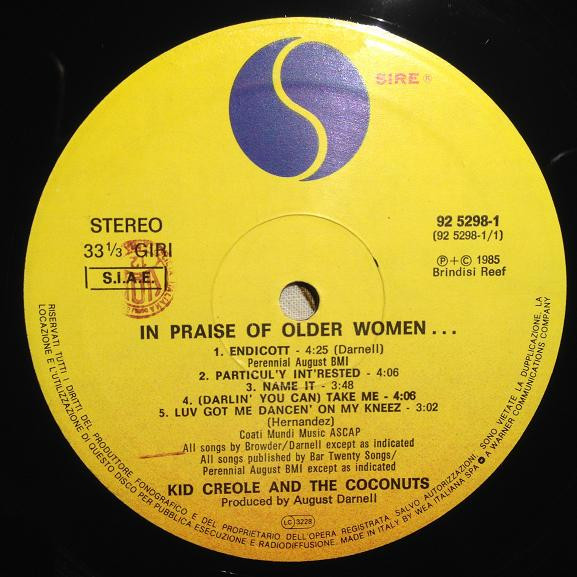 SIRE ®
STEREO
33 1/3 GIRI
S.I.A.E.
92 5298-1
(92 5298-1/1)
℗+© 1985
Brindisi Reef
IN PRAISE OF OLDER WOMEN...
1. ENDICOTT - 4:25 (Darnell)
Perennial August BMI
2. PARTICUL'Y INT'RESTED - 4:06
3. NAME IT - 3:48
4. (DARLIN' YOU CAN) TAKE ME - 4:06
5. LUV GOT ME DANCEN' ON MY KNEEZ - 3:02
(Hernandez)
Coati Mundi Music ASCAP
All songs by Browder/Darnell except as indicated
All songs published by Bar Twenty Songs/
Perennial August BMI except as indicated
KID CREOLE AND THE COCONUTS
Produced by August Darnell
LC 3228
RISERVATI TUTTI I DIRITTI DEL PRODUTTORE FONOGRAFICO E DEL PROPRIETARIO DELL'OPERA REGISTRATA. SALVO AUTORIZZAZIONI, SONO VIETATE LA DUPPLICAZIONE, LA
LOCAZIONE E L'UTILIZZAZIONE DI QUESTO DISCO PER PUBBLICA ESECUZIONE E RADIODIFFUSIONE. MADE IN ITALY BY WEA ITALIANA SPA A WARNER COMMUNICATIONS COMPANY